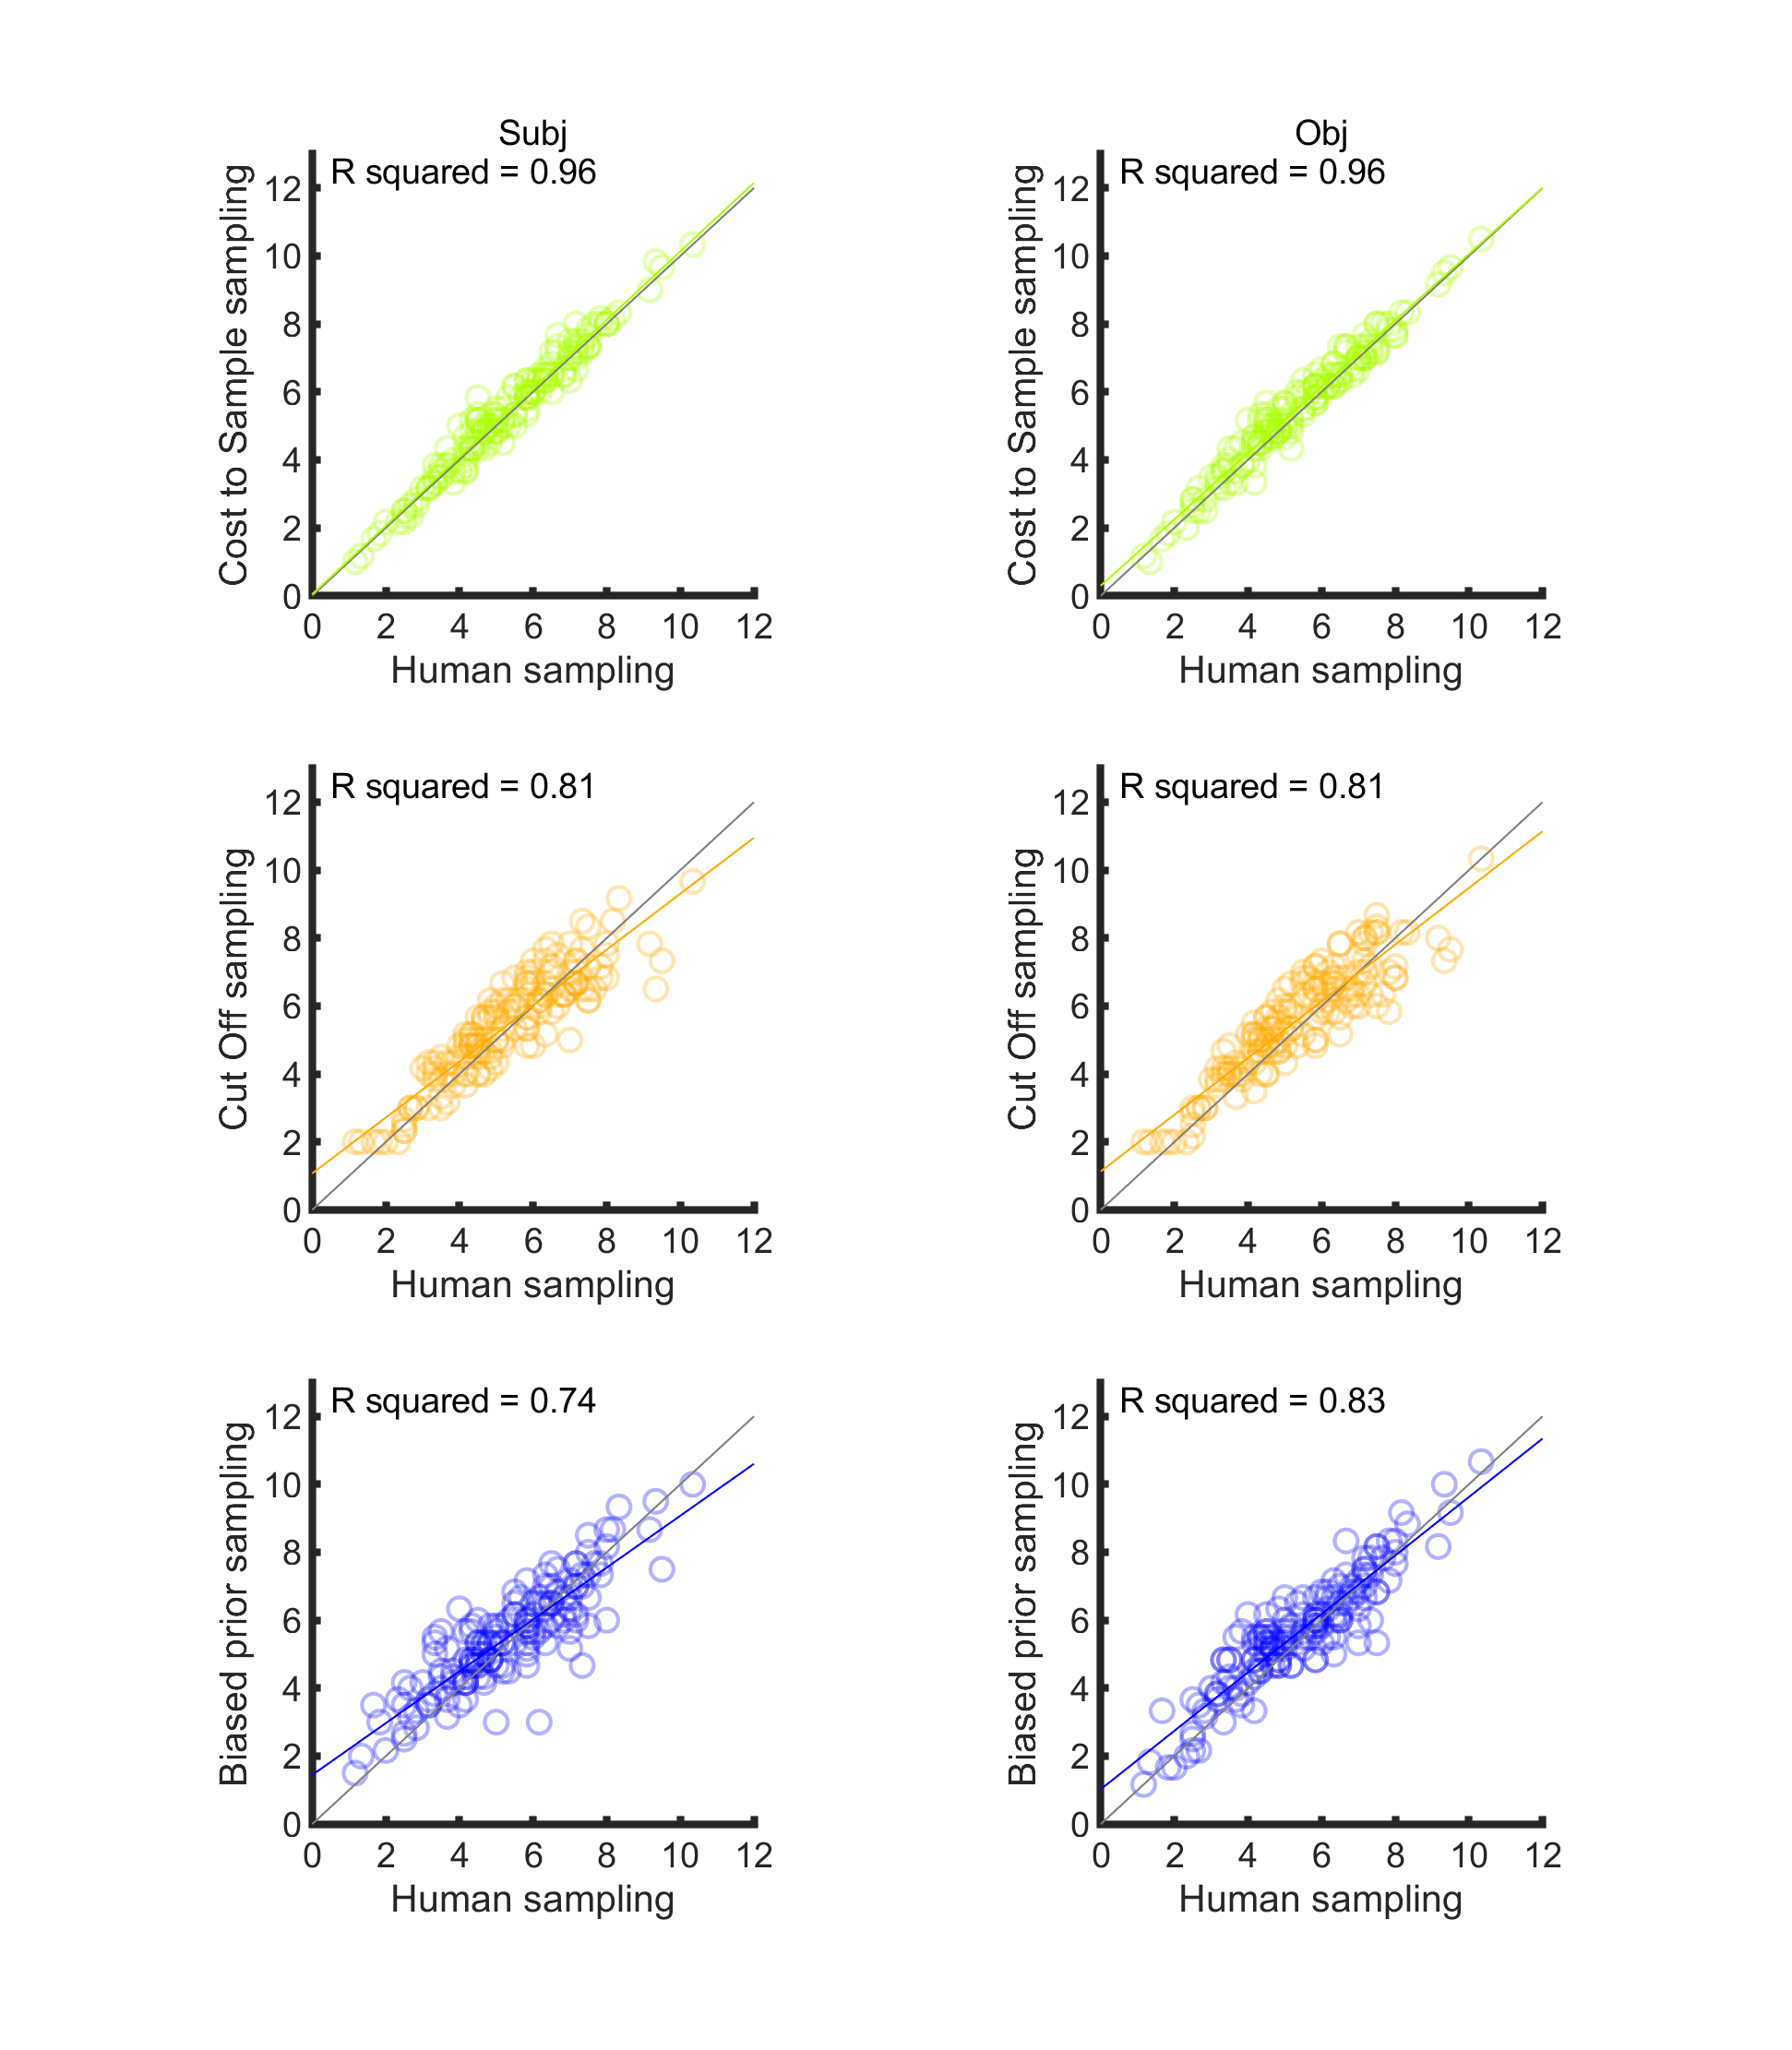 Subj
R squared = 0.96
Cost to Sample sampling
12
10
8
6
4
2
0
0 2 4 6 8 10 12
Human sampling
Obj
R squared = 0.96
Cost to Sample sampling
12
10
8
6
4
2
0
0 2 4 6 8 10 12
Human sampling
R squared = 0.81
Cut Off sampling
12
10
8
6
4
2
0
0 2 4 6 8 10 12
Human sampling
R squared = 0.81
Cut Off sampling
12
10
8
6
4
2
0
0 2 4 6 8 10 12
Human sampling
R squared = 0.74
Biased prior sampling
12
10
8
6
4
2
0
0 2 4 6 8 10 12
Human sampling
R squared = 0.83
Biased prior sampling
12
10
8
6
4
2
0
0 2 4 6 8 10 12
Human sampling